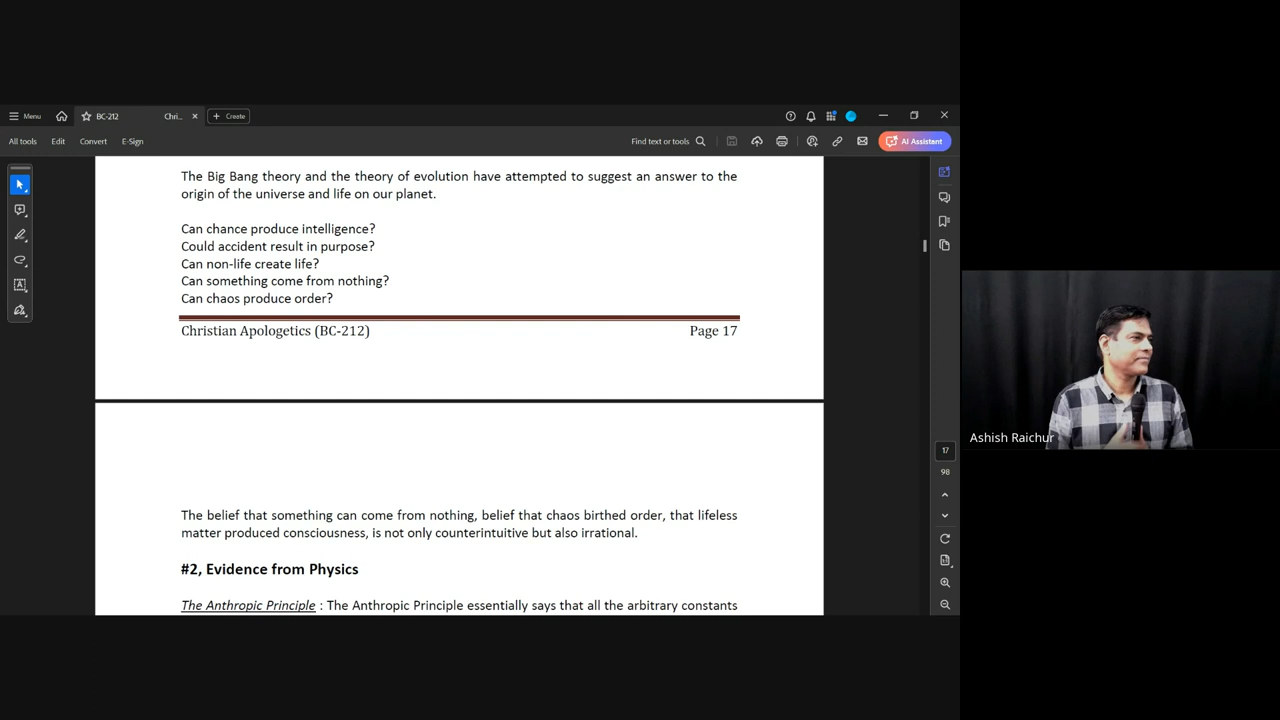 Menu
BC-212
Chri...
Create
All tools
Edit
Convert
E-Sign
Find text or tools
AI Assistant
The Big Bang theory and the theory of evolution have attempted to suggest an answer to the
origin of the universe and life on our planet.
Can chance produce intelligence?
Could accident result in purpose?
Can non-life create life?
Can something come from nothing?
Can chaos produce order?
Christian Apologetics (BC-212)
Page 17
The belief that something can come from nothing, belief that chaos birthed order, that lifeless
matter produced consciousness, is not only counterintuitive but also irrational.
#2, Evidence from Physics
The Anthropic Principle : The Anthropic Principle essentially says that all the arbitrary constants
17
98
Ashish Raichur